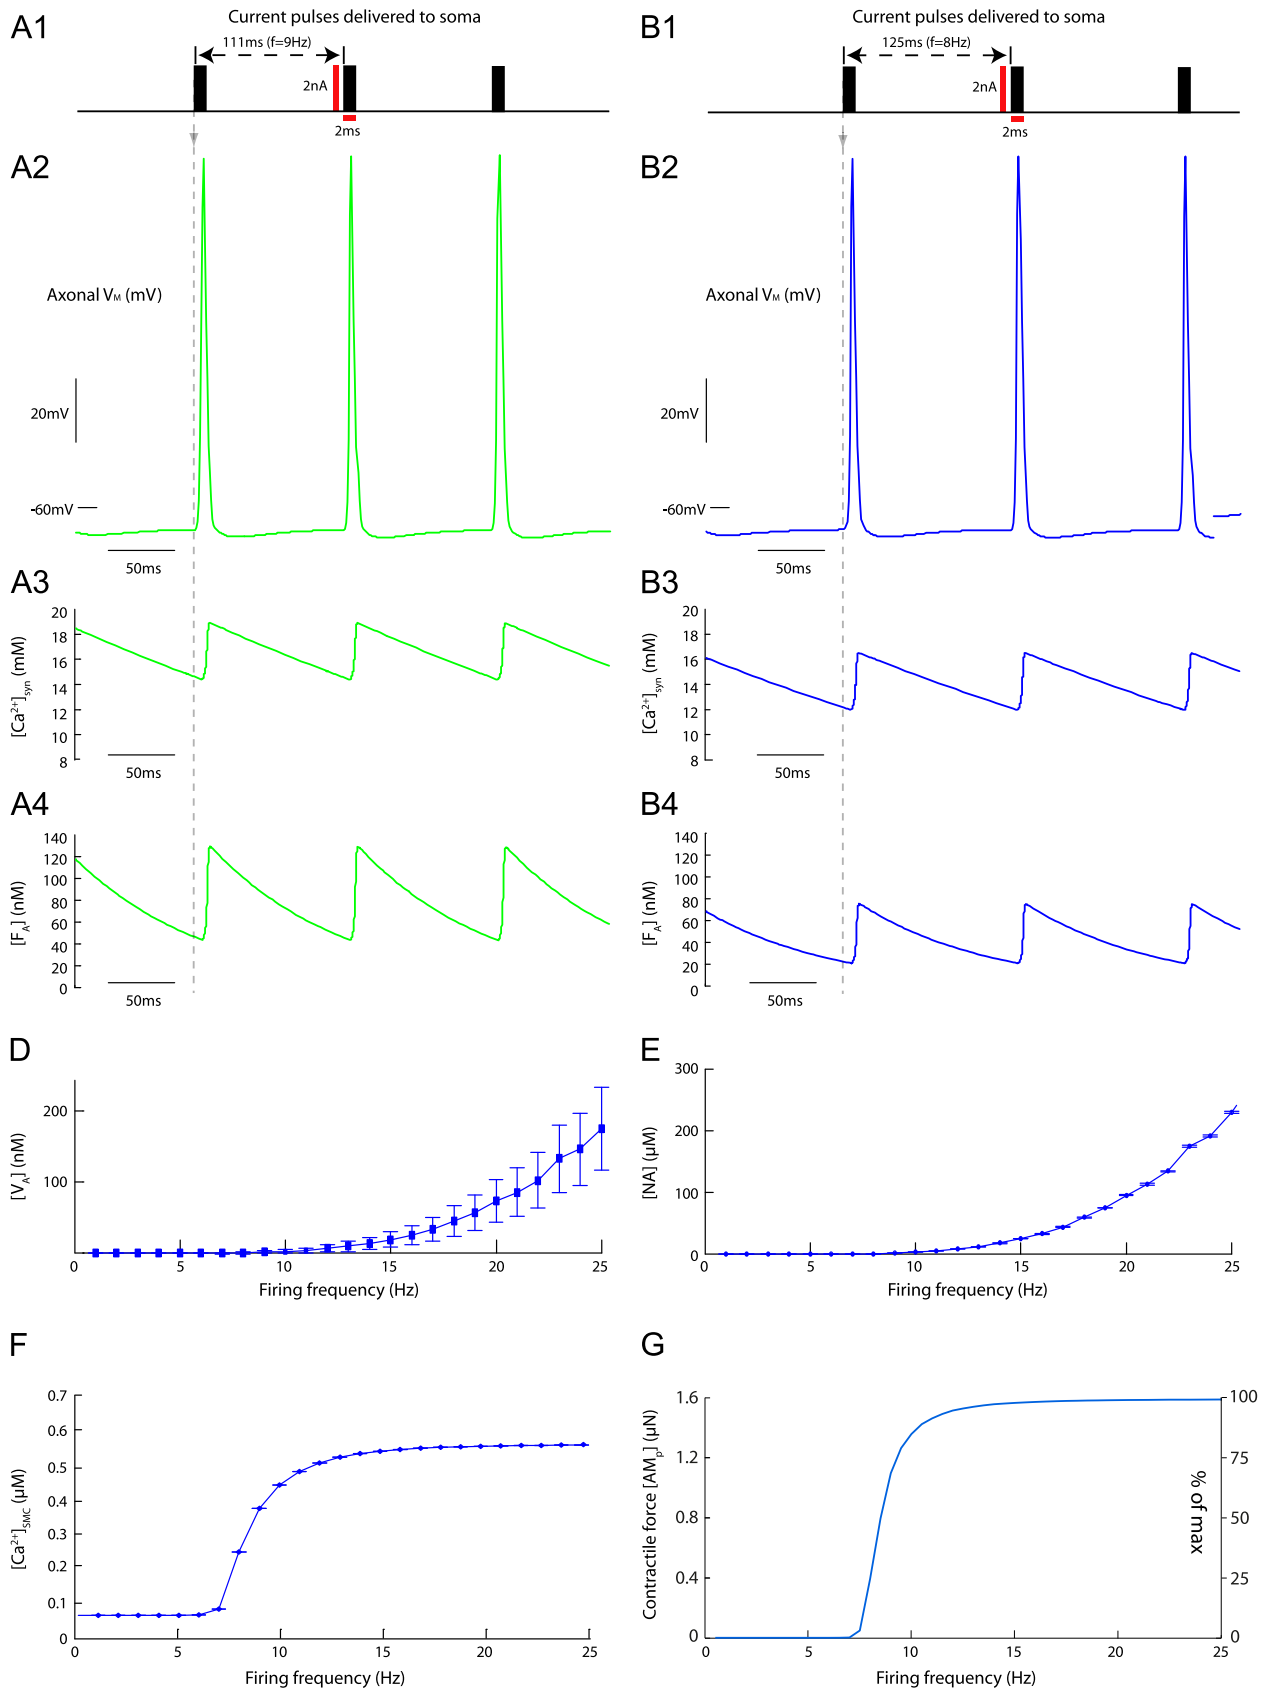 A1
Current pulses delivered to soma
111ms (f=9Hz)
2nA
2ms
B1
Current pulses delivered to soma
125ms (f=8Hz)
2nA
2ms
A2
Axonal VM (mV)
20mV
-60mV
50ms
B2
Axonal VM (mV)
20mV
-60mV
50ms
A3
[Ca2+]syn (mM)
20
18
16
14
12
10
8
50ms
B3
[Ca2+]syn (mM)
20
18
16
14
12
10
8
50ms
A4
[FA] (nM)
140
120
100
80
60
40
20
0
50ms
B4
[FA] (nM)
140
120
100
80
60
40
20
0
50ms
D
[VA] (nM)
200
100
0 5 10 15 20 25
Firing frequency (Hz)
E
[NA] (μM)
300
200
100
0
0 5 10 15 20 25
Firing frequency (Hz)
F
[Ca2+]SMC (μM)
0.7
0.6
0.5
0.4
0.3
0.2
0.1
0
0 5 10 15 20 25
Firing frequency (Hz)
G
Contractile force [AMp] (μN)
1.6
1.2
0.8
0.4
0
100
75
50
25
0
% of max
0 5 10 15 20 25
Firing frequency (Hz)